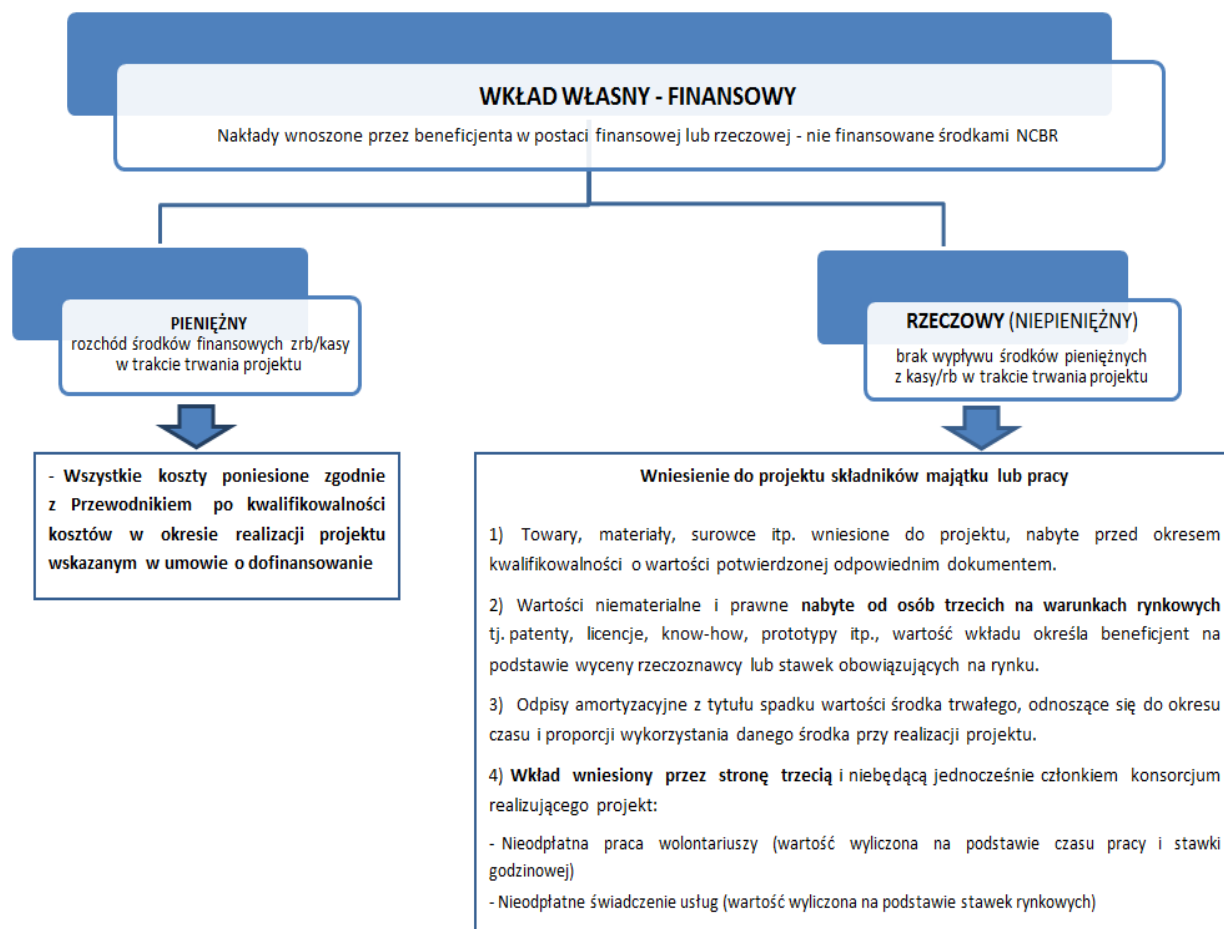 WKŁAD WŁASNY - FINANSOWY
Nakłady wnoszone przez beneficjenta w postaci finansowej lub rzeczowej - nie finansowane środkami NCBR
PIENIĘŻNY
rozchód środków finansowych zrb/kasy
w trakcie trwania projektu
- Wszystkie koszty poniesione zgodnie
z Przewodnikiem po kwalifikowalności
kosztów w okresie realizacji projektu
wskazanym w umowie o dofinansowanie
RZECZOWY (NIEPIENIĘŻNY)
brak wypływu środków pieniężnych
z kasy/rb w trakcie trwania projektu
Wniesienie do projektu składników majątku lub pracy
1) Towary, materiały, surowce itp. wniesione do projektu, nabyte przed okresem
kwalifikowalności o wartości potwierdzonej odpowiednim dokumentem.
2) Wartości niematerialne i prawne nabyte od osób trzecich na warunkach rynkowych
tj. patenty, licencje, know-how, prototypy itp., wartość wkładu określa beneficjent na
podstawie wyceny rzeczoznawcy lub stawek obowiązujących na rynku.
3) Odpisy amortyzacyjne z tytułu spadku wartości środka trwałego, odnoszące się do okresu
czasu i proporcji wykorzystania danego środka przy realizacji projektu.
4) Wkład wniesiony przez stronę trzecią i niebędącą jednocześnie członkiem konsorcjum
realizującego projekt:
- Nieodpłatna praca wolontariuszy (wartość wyliczona na podstawie czasu pracy i stawki
godzinowej)
- Nieodpłatne świadczenie usług (wartość wyliczona na podstawie stawek rynkowych)